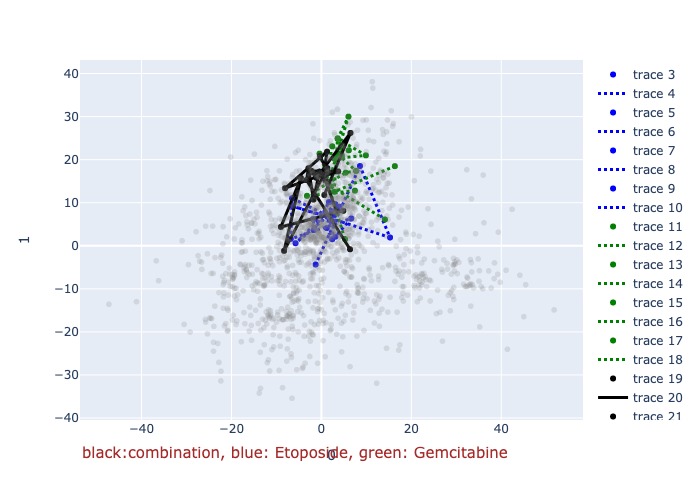 40
30
20
10
0
−10
−20
−30
−40
−40
−20
0
20
40
1
0
black:combination, blue: Etoposide, green: Gemcitabine
trace 3
trace 4
trace 5
trace 6
trace 7
trace 8
trace 9
trace 10
trace 11
trace 12
trace 13
trace 14
trace 15
trace 16
trace 17
trace 18
trace 19
trace 20
trace 21